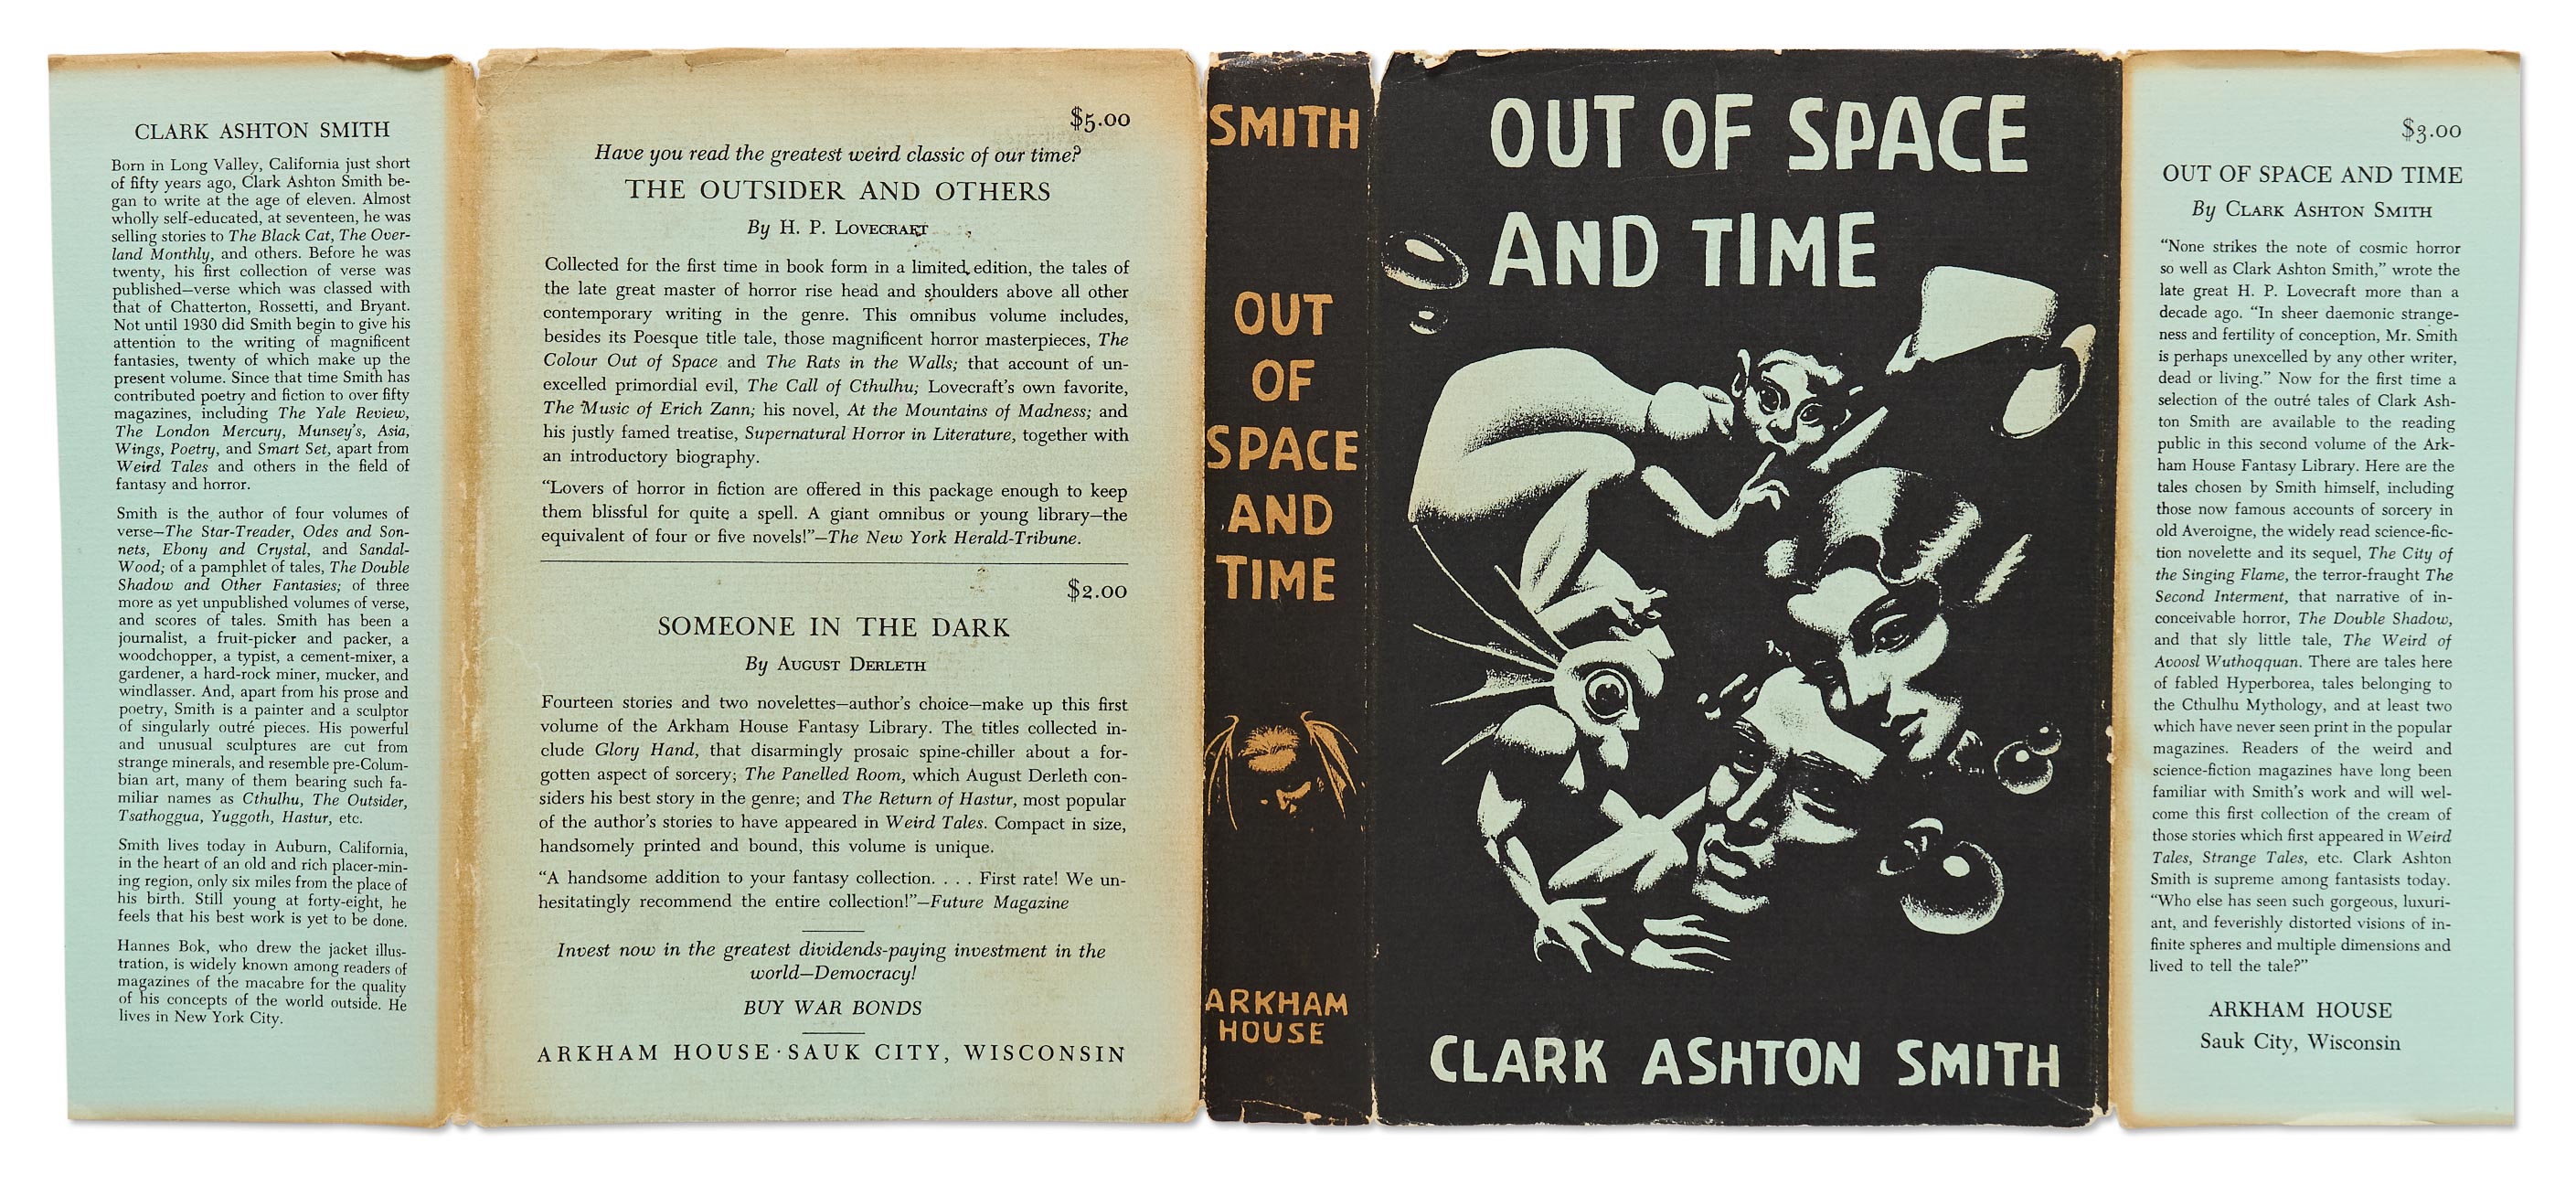 CLARK ASHTON SMITH
Born in Long Valley, California just short
of fifty years ago, Clark Ashton Smith be-
gan to write at the age of eleven. Almost
wholly self-educated, at seventeen, he was
selling stories to The Black Cat, The Over-
land Monthly, and others. Before he was
twenty, his first collection of verse was
published—verse which was classed with
that of Chatterton, Rossetti, and Bryant.
Not until 1930 did Smith begin to give his
attention to the writing of magnificent
fantasies, twenty of which make up the
present volume. Since that time Smith has
contributed poetry and fiction to over fifty
magazines, including The Yale Review,
The London Mercury, Munsey's, Asia,
Wings, Poetry, and Smart Set, apart from
Weird Tales and others in the field of
fantasy and horror.
Smith is the author of four volumes of
verse—The Star-Treader, Odes and Son-
nets, Ebony and Crystal, and Sandal-
Wood; of a pamphlet of tales, The Double
Shadow and Other Fantasies; of three
more as yet unpublished volumes of verse,
and scores of tales. Smith has been a
journalist, a fruit-picker and packer, a
woodchopper, a typist, a cement-mixer, a
gardener, a hard-rock miner, mucker, and
windlasser. And, apart from his prose and
poetry, Smith is a painter and a sculptor
of singularly outré pieces. His powerful
and unusual sculptures are cut from
strange minerals, and resemble pre-Colum-
bian art, many of them bearing such fa-
miliar names as Cthulhu, The Outsider,
Tsathoggua, Yuggoth, Hastur, etc.
Smith lives today in Auburn, California,
in the heart of an old and rich placer-min-
ing region, only six miles from the place of
his birth. Still young at forty-eight, he
feels that his best work is yet to be done.
Hannes Bok, who drew the jacket illus-
tration, is widely known among readers of
magazines of the macabre for the quality
of his concepts of the world outside. He
lives in New York City.
$5.00
Have you read the greatest weird classic of our time?
THE OUTSIDER AND OTHERS
By H. P. LOVECRAFT
Collected for the first time in book form in a limited edition, the tales of
the late great master of horror rise head and shoulders above all other
contemporary writing in the genre. This omnibus volume includes,
besides its Poesque title tale, those magnificent horror masterpieces, The
Colour Out of Space and The Rats in the Walls; that account of un-
excelled primordial evil, The Call of Cthulhu; Lovecraft's own favorite,
The Music of Erich Zann; his novel, At the Mountains of Madness; and
his justly famed treatise, Supernatural Horror in Literature, together with
an introductory biography.
"Lovers of horror in fiction are offered in this package enough to keep
them blissful for quite a spell. A giant omnibus or young library—the
equivalent of four or five novels!"—The New York Herald-Tribune.
$2.00
SOMEONE IN THE DARK
By AUGUST DERLETH
Fourteen stories and two novelettes—author's choice—make up this first
volume of the Arkham House Fantasy Library. The titles collected in-
clude Glory Hand, that disarmingly prosaic spine-chiller about a for-
gotten aspect of sorcery; The Panelled Room, which August Derleth con-
siders his best story in the genre; and The Return of Hastur, most popular
of the author's stories to have appeared in Weird Tales. Compact in size,
handsomely printed and bound, this volume is unique.
"A handsome addition to your fantasy collection. . . . First rate! We un-
hesitatingly recommend the entire collection!"—Future Magazine
Invest now in the greatest dividends-paying investment in the
world—Democracy!
BUY WAR BONDS
ARKHAM HOUSE · SAUK CITY, WISCONSIN
SMITH
OUT
OF
SPACE
AND
TIME
ARKHAM
HOUSE
OUT OF SPACE
AND TIME
CLARK ASHTON SMITH
$3.00
OUT OF SPACE AND TIME
By CLARK ASHTON SMITH
"None strikes the note of cosmic horror
so well as Clark Ashton Smith," wrote the
late great H. P. Lovecraft more than a
decade ago. "In sheer daemonic strange-
ness and fertility of conception, Mr. Smith
is perhaps unexcelled by any other writer,
dead or living." Now for the first time a
selection of the outré tales of Clark Ash-
ton Smith are available to the reading
public in this second volume of the Ark-
ham House Fantasy Library. Here are the
tales chosen by Smith himself, including
those now famous accounts of sorcery in
old Averoigne, the widely read science-fic-
tion novelette and its sequel, The City of
the Singing Flame, the terror-fraught The
Second Interment, that narrative of in-
conceivable horror, The Double Shadow,
and that sly little tale, The Weird of
Avoosl Wuthoqquan. There are tales here
of fabled Hyperborea, tales belonging to
the Cthulhu Mythology, and at least two
which have never seen print in the popular
magazines. Readers of the weird and
science-fiction magazines have long been
familiar with Smith's work and will wel-
come this first collection of the cream of
those stories which first appeared in Weird
Tales, Strange Tales, etc. Clark Ashton
Smith is supreme among fantasists today.
"Who else has seen such gorgeous, luxuri-
ant, and feverishly distorted visions of in-
finite spheres and multiple dimensions and
lived to tell the tale?"
ARKHAM HOUSE
Sauk City, Wisconsin